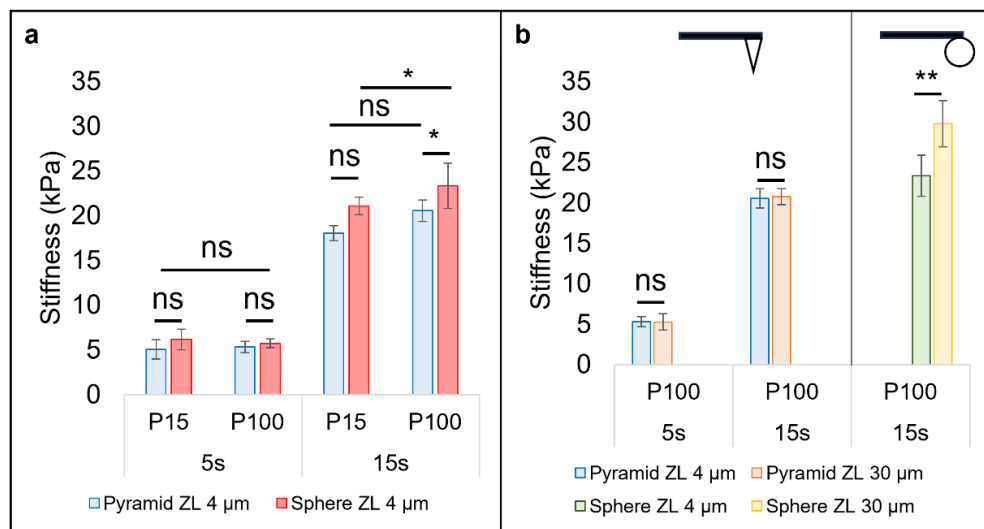 a
Stiffness (kPa)
35
30
25
20
15
10
5
0
*
ns
*
ns
ns
ns
ns
P15 P100 P15 P100
5s 15s
Pyramid ZL 4 µm Sphere ZL 4 µm
b
Stiffness (kPa)
35
30
25
20
15
10
5
0
**
ns
ns
P100 P100 P100
5s 15s 15s
Pyramid ZL 4 µm Pyramid ZL 30 µm
Sphere ZL 4 µm Sphere ZL 30 µm